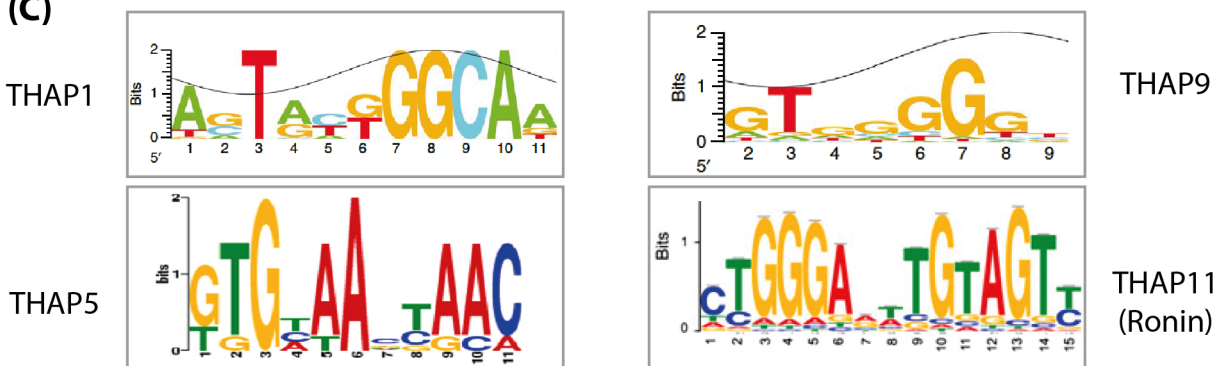 (C)
THAP1
Bits
2
1
0
5′
1 2 3 4 5 6 7 8 9 10 11
A T A G C A T A G C T G T G G C A A G T
THAP9
Bits
2
1
0
5′
2 3 4 5 6 7 8 9
G T G G G G G T
THAP5
bits
2
1
0
1 2 3 4 5 6 7 8 9 10 11
G T T G G T A A T A C T C G A G A C C A
THAP11
(Ronin)
Bits
1
0
1 2 3 4 5 6 7 8 9 10 11 12 13 14 15
C T C G G G A T G T A G T T C